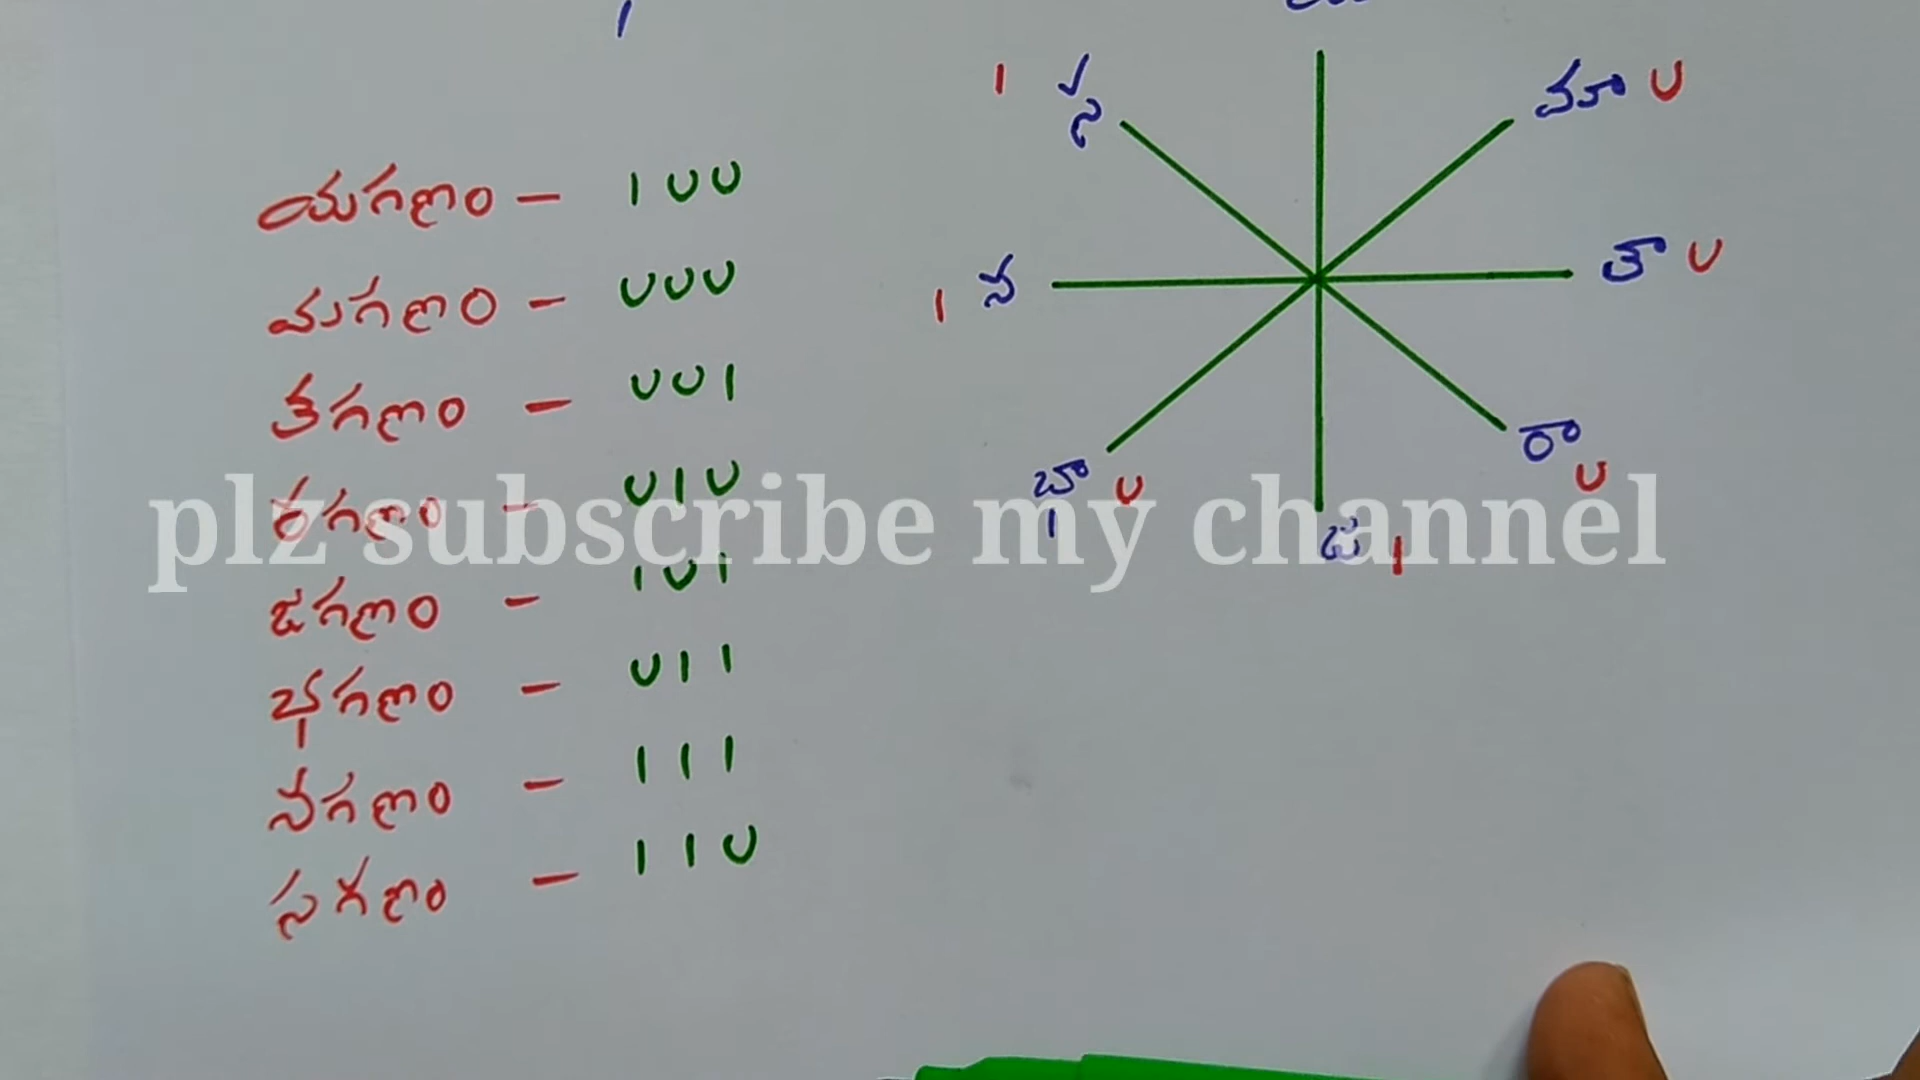 యగణం - I U U
మగణం - U U U
తగణం - U U I
రగణం - U I U
జగణం - I U I
భగణం - U I I
నగణం - I I I
సగణం - I I U
I స
మా U
I న
తా U
భా U
రా U
జ I
plz subscribe my channel